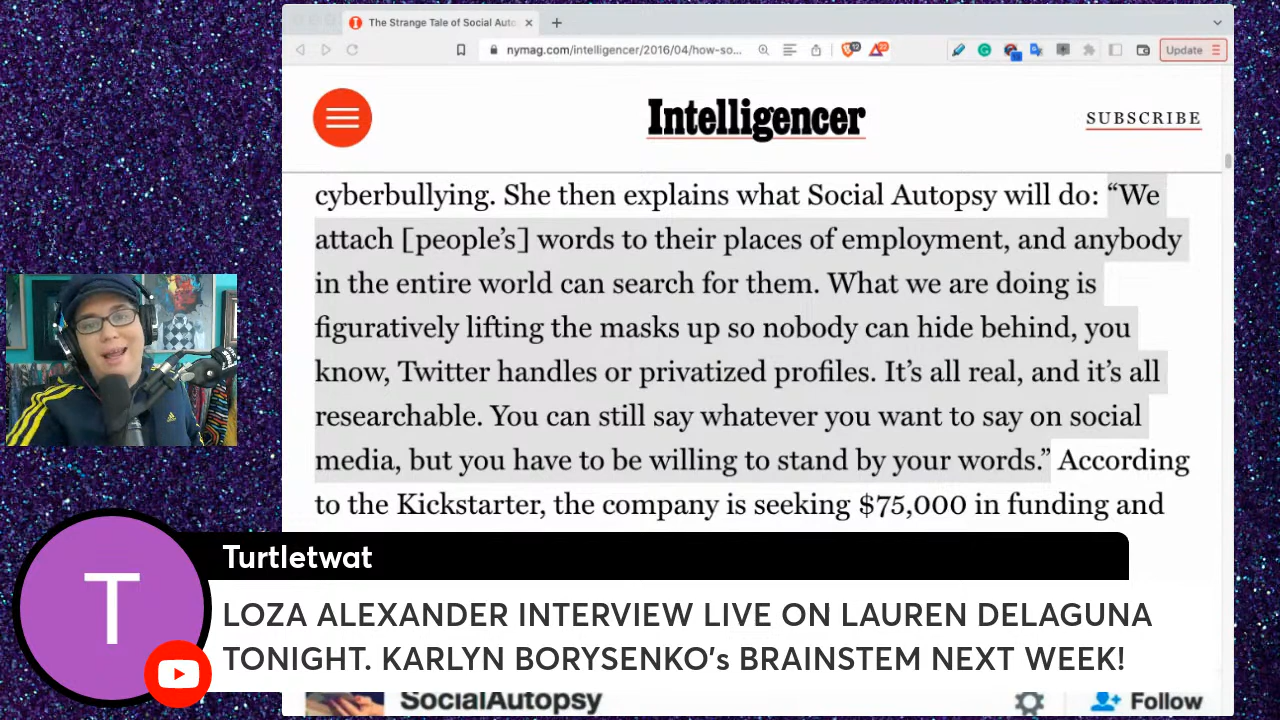 The Strange Tale of Social Auto
nymag.com/intelligencer/2016/04/how-so...
Update
Intelligencer
SUBSCRIBE
cyberbullying. She then explains what Social Autopsy will do: “We
attach [people’s] words to their places of employment, and anybody
in the entire world can search for them. What we are doing is
figuratively lifting the masks up so nobody can hide behind, you
know, Twitter handles or privatized profiles. It’s all real, and it’s all
researchable. You can still say whatever you want to say on social
media, but you have to be willing to stand by your words.” According
to the Kickstarter, the company is seeking $75,000 in funding and
T
Turtletwat
LOZA ALEXANDER INTERVIEW LIVE ON LAUREN DELAGUNA
TONIGHT. KARLYN BORYSENKO's BRAINSTEM NEXT WEEK!
SocialAutopsy
Follow